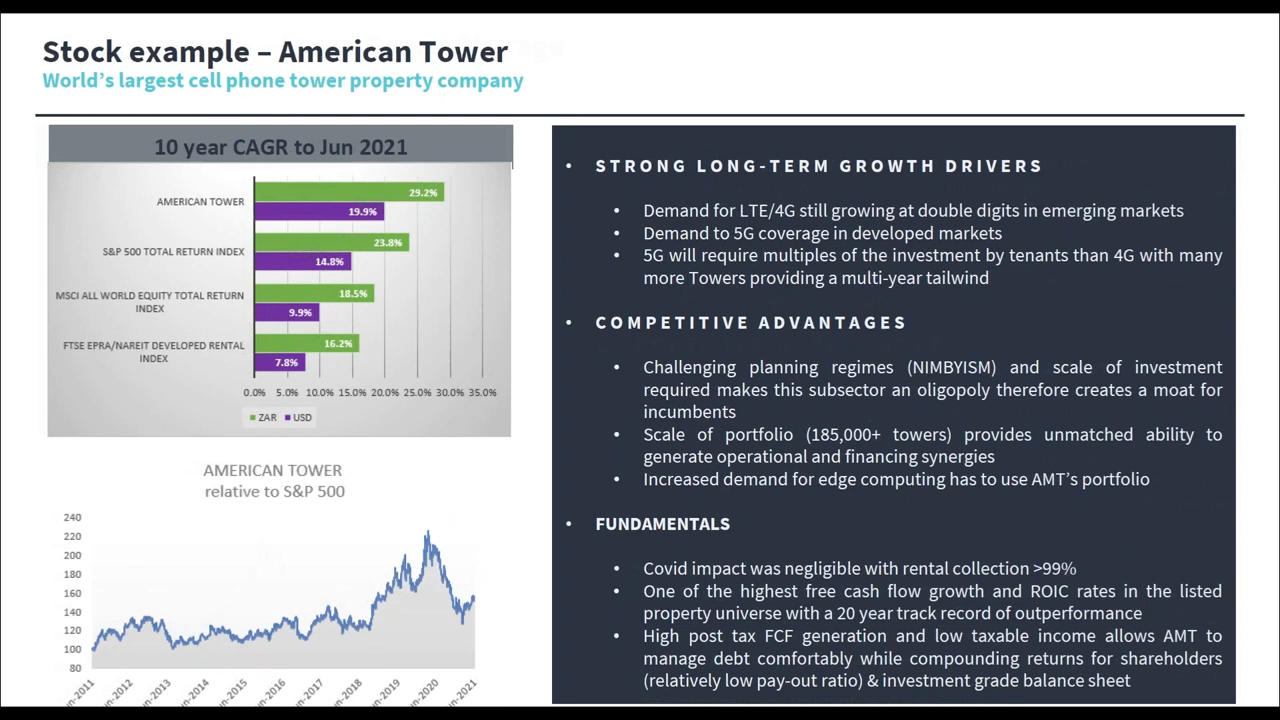 Stock example – American Tower
World's largest cell phone tower property company
10 year CAGR to Jun 2021
AMERICAN TOWER
29.2%
19.9%
S&P 500 TOTAL RETURN INDEX
23.8%
14.8%
MSCI ALL WORLD EQUITY TOTAL RETURN
INDEX
18.5%
9.9%
FTSE EPRA/NAREIT DEVELOPED RENTAL
INDEX
16.2%
7.8%
0.0% 5.0% 10.0% 15.0% 20.0% 25.0% 30.0% 35.0%
ZAR USD
AMERICAN TOWER
relative to S&P 500
240
220
200
180
160
140
120
100
80
un-2011
un-2012
un-2013
un-2014
un-2015
un-2016
un-2017
un-2018
un-2019
un-2020
un-2021
• STRONG LONG-TERM GROWTH DRIVERS
• Demand for LTE/4G still growing at double digits in emerging markets
• Demand to 5G coverage in developed markets
• 5G will require multiples of the investment by tenants than 4G with many
more Towers providing a multi-year tailwind
• COMPETITIVE ADVANTAGES
• Challenging planning regimes (NIMBYISM) and scale of investment
required makes this subsector an oligopoly therefore creates a moat for
incumbents
• Scale of portfolio (185,000+ towers) provides unmatched ability to
generate operational and financing synergies
• Increased demand for edge computing has to use AMT's portfolio
• FUNDAMENTALS
• Covid impact was negligible with rental collection >99%
• One of the highest free cash flow growth and ROIC rates in the listed
property universe with a 20 year track record of outperformance
• High post tax FCF generation and low taxable income allows AMT to
manage debt comfortably while compounding returns for shareholders
(relatively low pay-out ratio) & investment grade balance sheet